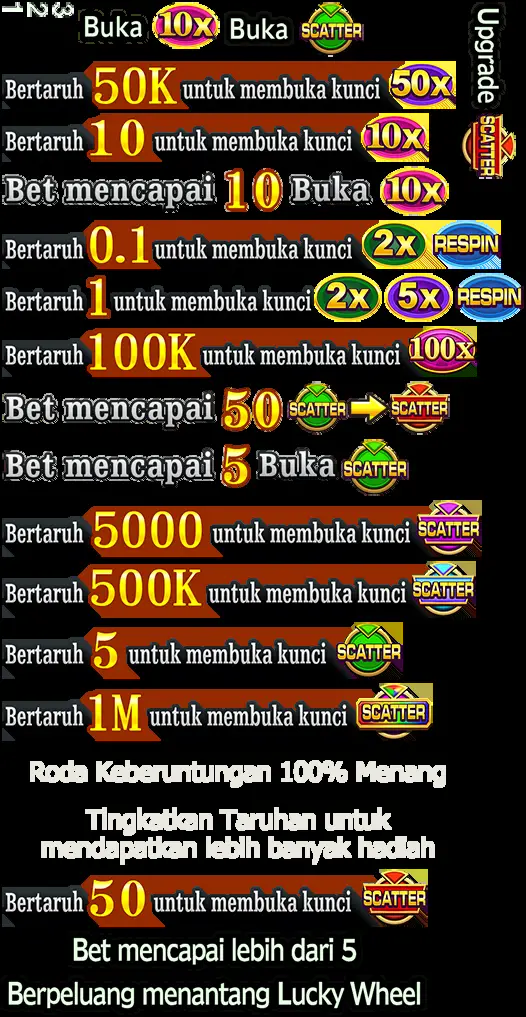 1 2 3
Buka 10x Buka SCATTER
Upgrade
SCATTER
Bertaruh 50K untuk membuka kunci 50x
Bertaruh 10 untuk membuka kunci 10x
Bet mencapai 10 Buka 10x
Bertaruh 0.1 untuk membuka kunci 2x RESPIN
Bertaruh 1 untuk membuka kunci 2x 5x RESPIN
Bertaruh 100K untuk membuka kunci 100x
Bet mencapai 50 SCATTER SCATTER
Bet mencapai 5 Buka SCATTER
Bertaruh 5000 untuk membuka kunci SCATTER
Bertaruh 500K untuk membuka kunci SCATTER
Bertaruh 5 untuk membuka kunci SCATTER
Bertaruh 1M untuk membuka kunci SCATTER
Roda Keberuntungan 100% Menang
Tingkatkan Taruhan untuk
mendapatkan lebih banyak hadiah
Bertaruh 50 untuk membuka kunci SCATTER
Bet mencapai lebih dari 5
Berpeluang menantang Lucky Wheel